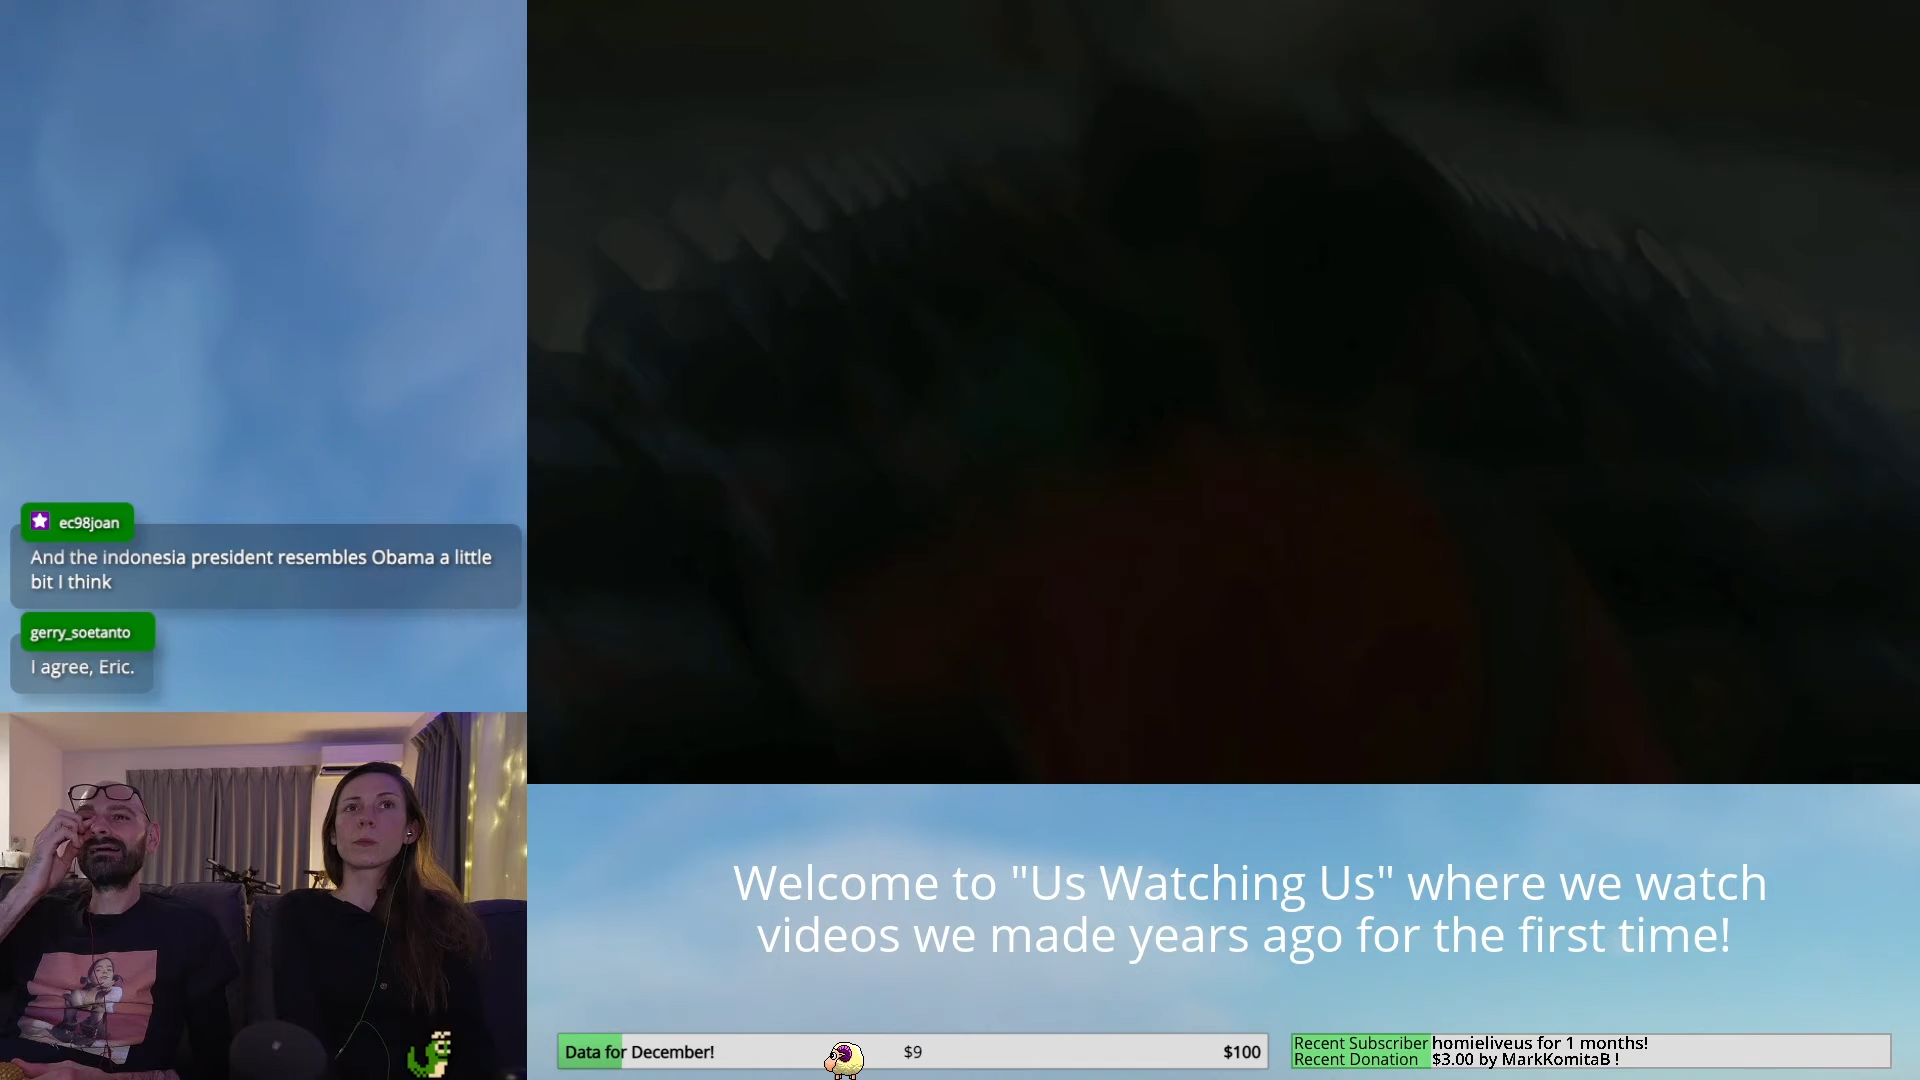 ec98joan
And the indonesia president resembles Obama a little
bit I think
gerry_soetanto
I agree, Eric.
Welcome to "Us Watching Us" where we watch
videos we made years ago for the first time!
Data for December!
$9
$100
Recent Subscriber homieliveus for 1 months!
Recent Donation $3.00 by MarkKomitaB !